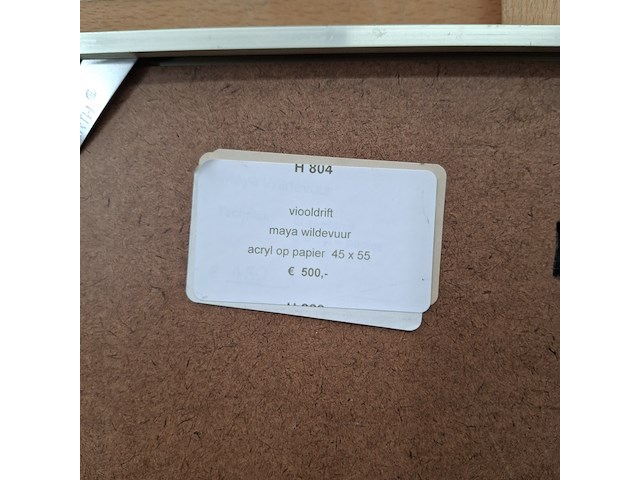 H 804
viooldrift
maya wildevuur
acryl op papier 45 x 55
€ 500,-